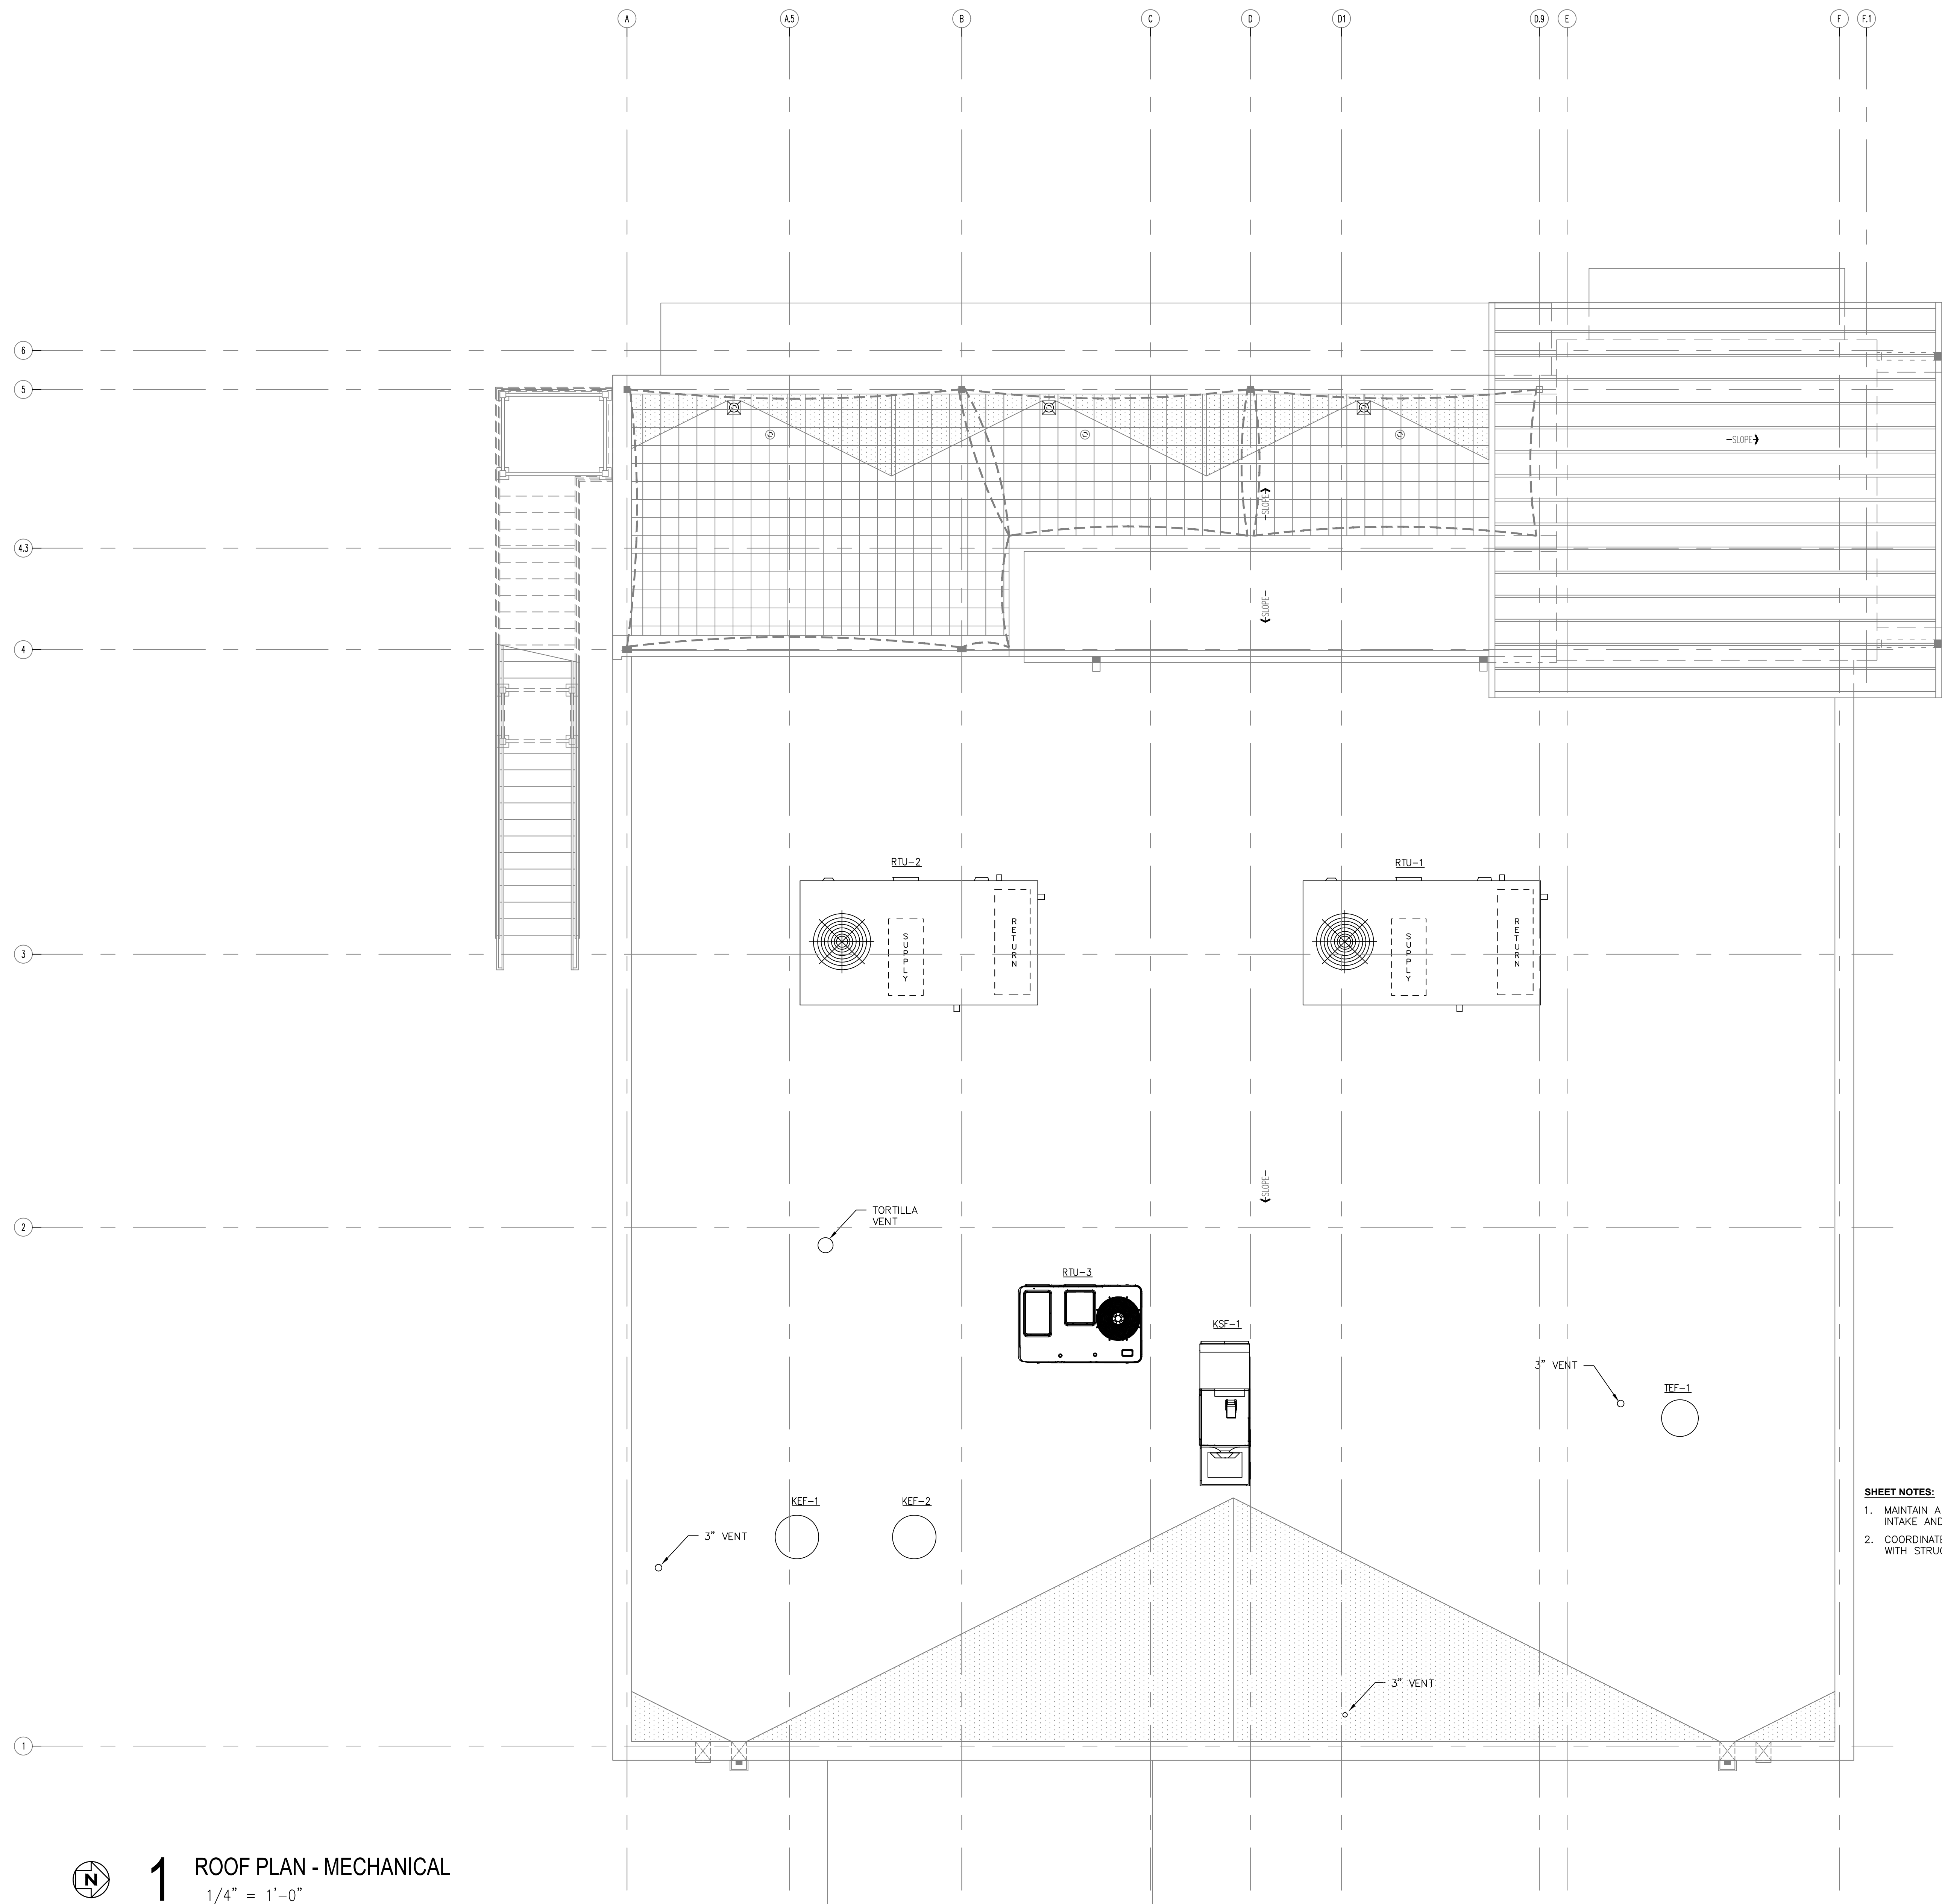 A
A.5
B
C
D
D1
D.9
E
F
F.1
6
5
SLOPE
SLOPE
4.3
SLOPE
4
RTU-2
RTU-1
SUPPLY
RETURN
SUPPLY
RETURN
3
SLOPE
TORTILLA
VENT
2
RTU-3
KSF-1
3" VENT
TEF-1
KEF-1
KEF-2
3" VENT
SHEET NOTES:
1. MAINTAIN A
INTAKE AND
2. COORDINATE
WITH STRU
3" VENT
1
N
1
ROOF PLAN - MECHANICAL
1/4" = 1'-0"